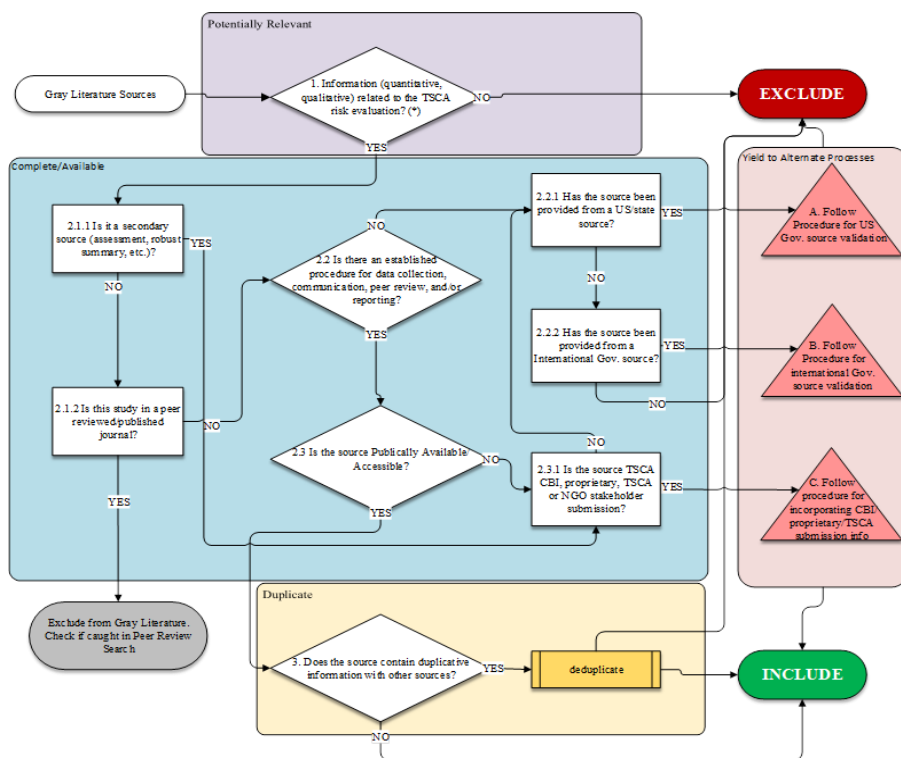 Potentially Relevant
Gray Literature Sources
1. Information (quantitative,
qualitative) related to the TSCA
risk evaluation? (*)
NO
EXCLUDE
YES
Complete/Available
Yield to Alternate Processes
2.1.1 Is it a secondary
source (assessment, robust
summary, etc.)?
YES
NO
2.2 Is there an established
procedure for data collection,
communication, peer review, and/or
reporting?
NO
YES
2.2.1 Has the source been
provided from a US/state
source?
YES
NO
A. Follow
Procedure for US
Gov. source
validation
2.2.2 Has the source been
provided from a
International Gov. source?
YES
NO
B. Follow
Procedure for
international Gov.
source validation
2.1.2 Is this study in a peer
reviewed/published
journal?
NO
YES
2.3 Is the source Publically Available/
Accessible?
NO
YES
NO
2.3.1 Is the source TSCA
CBI, proprietary, TSCA
or NGO stakeholder
submission?
YES
C. Follow
procedure for
incorporating CBI/
proprietary/TSCA
submission info
Exclude from Gray Literature.
Check if caught in Peer Review
Search
Duplicate
3. Does the source contain duplicative
information with other sources?
YES
deduplicate
INCLUDE
NO